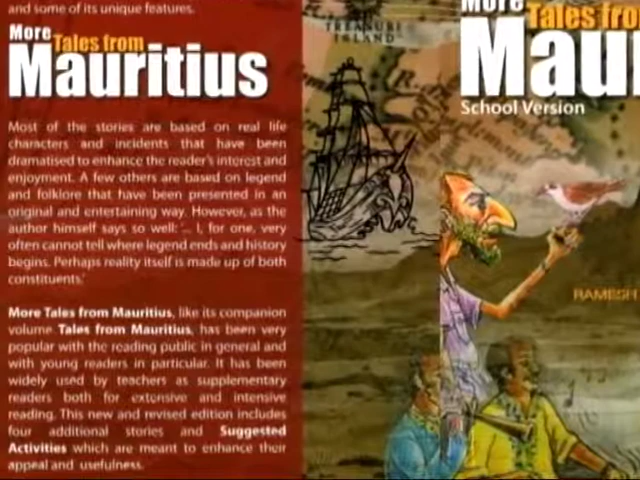 and some of its unique features.
More
Tales from
Mauritius
Most of the stories are based on real life
characters and incidents that have been
dramatised to enhance the reader's interest and
enjoyment. A few others are based on legend
and folklore that have been presented in an
original and entertaining way. However, as the
author himself says so well: '... I, for one, very
often cannot tell where legend ends and history
begins. Perhaps reality itself is made up of both
constituents.'
More Tales from Mauritius, like its companion
volume Tales from Mauritius, has been very
popular with the reading public in general and
with young readers in particular. It has been
widely used by teachers as supplementary
readers both for extensive and intensive
reading. This new and revised edition includes
four additional stories and Suggested
Activities which are meant to enhance their
appeal and usefulness.
TREASURE
ISLAND
More
Tales fro
Maur
School Version
RAMESH